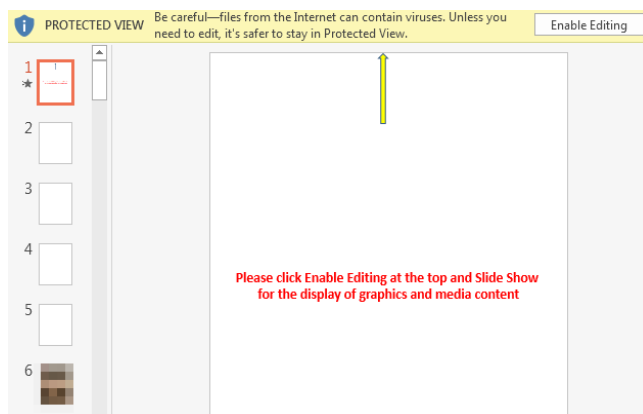 PROTECTED VIEW
Be careful—files from the Internet can contain viruses. Unless you
need to edit, it's safer to stay in Protected View.
Enable Editing
1
2
3
4
5
6
Please click Enable Editing at the top and Slide Show
for the display of graphics and media content